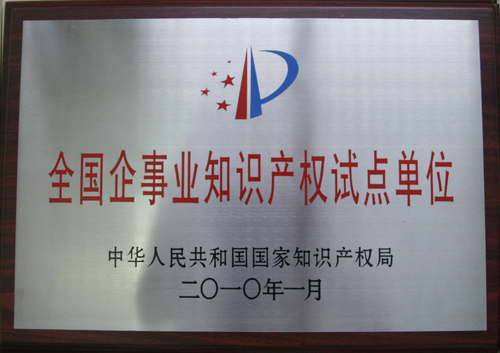 全国企事业知识产权试点单位
中华人民共和国国家知识产权局
二〇一〇年一月